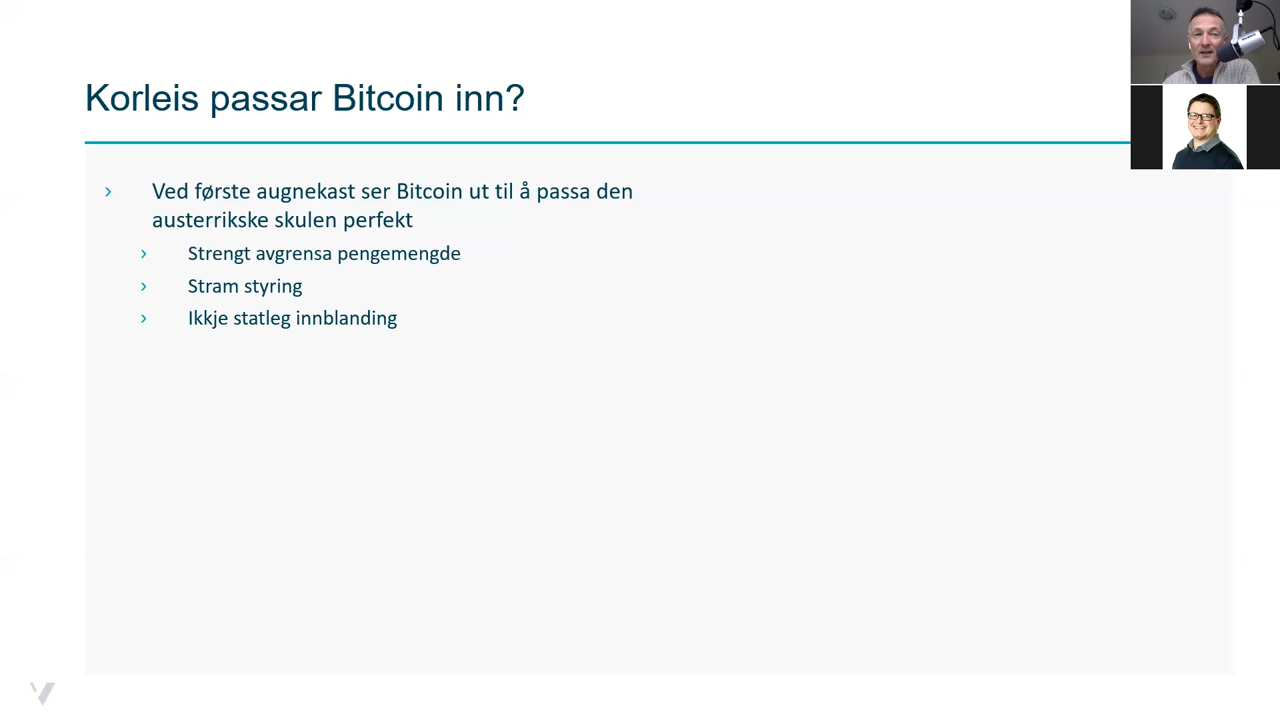 Korleis passar Bitcoin inn?
Ved første augnekast ser Bitcoin ut til å passa den
austerrikske skulen perfekt
Strengt avgrensa pengemengde
Stram styring
Ikkje statleg innblanding